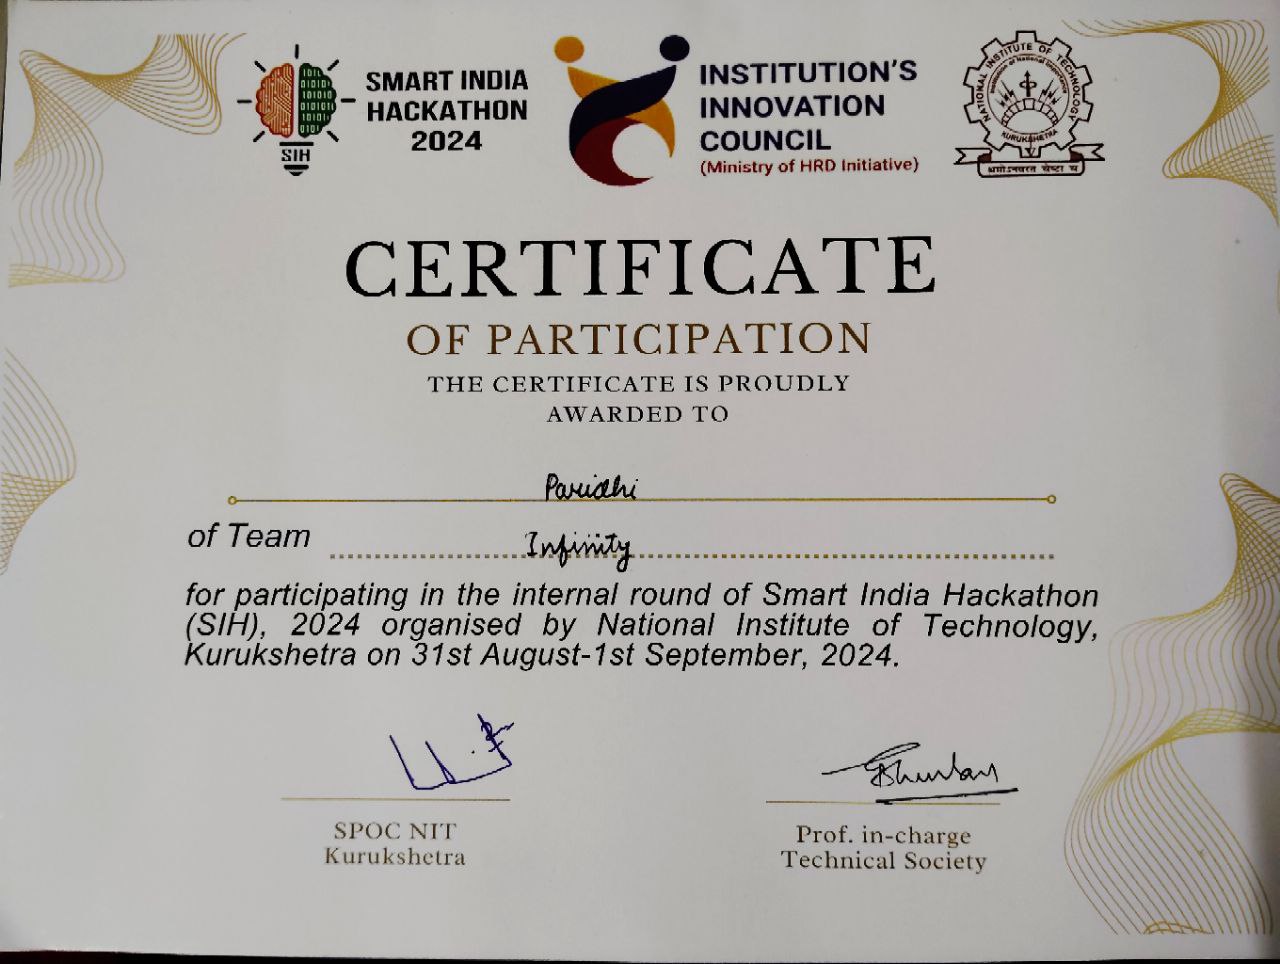 SMART INDIA
HACKATHON
2024
SIH
INSTITUTION'S
INNOVATION
COUNCIL
(Ministry of HRD Initiative)
NATIONAL INSTITUTE OF TECHNOLOGY
KURUKSHETRA
CERTIFICATE
OF PARTICIPATION
THE CERTIFICATE IS PROUDLY
AWARDED TO
Paridhi
of Team Infinity
for participating in the internal round of Smart India Hackathon
(SIH), 2024 organised by National Institute of Technology,
Kurukshetra on 31st August-1st September, 2024.
SPOC NIT
Kurukshetra
Prof. in-charge
Technical Society